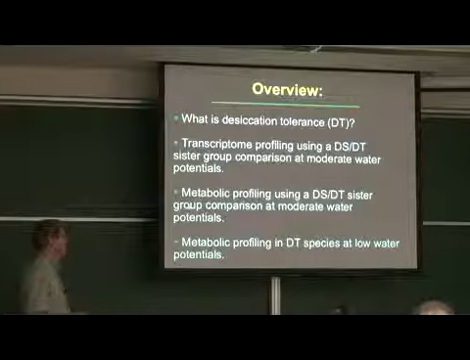 Overview:
• What is desiccation tolerance (DT)?
• Transcriptome profiling using a DS/DT
sister group comparison at moderate water
potentials.
• Metabolic profiling using a DS/DT sister
group comparison at moderate water
potentials.
• Metabolic profiling in DT species at low water
potentials.